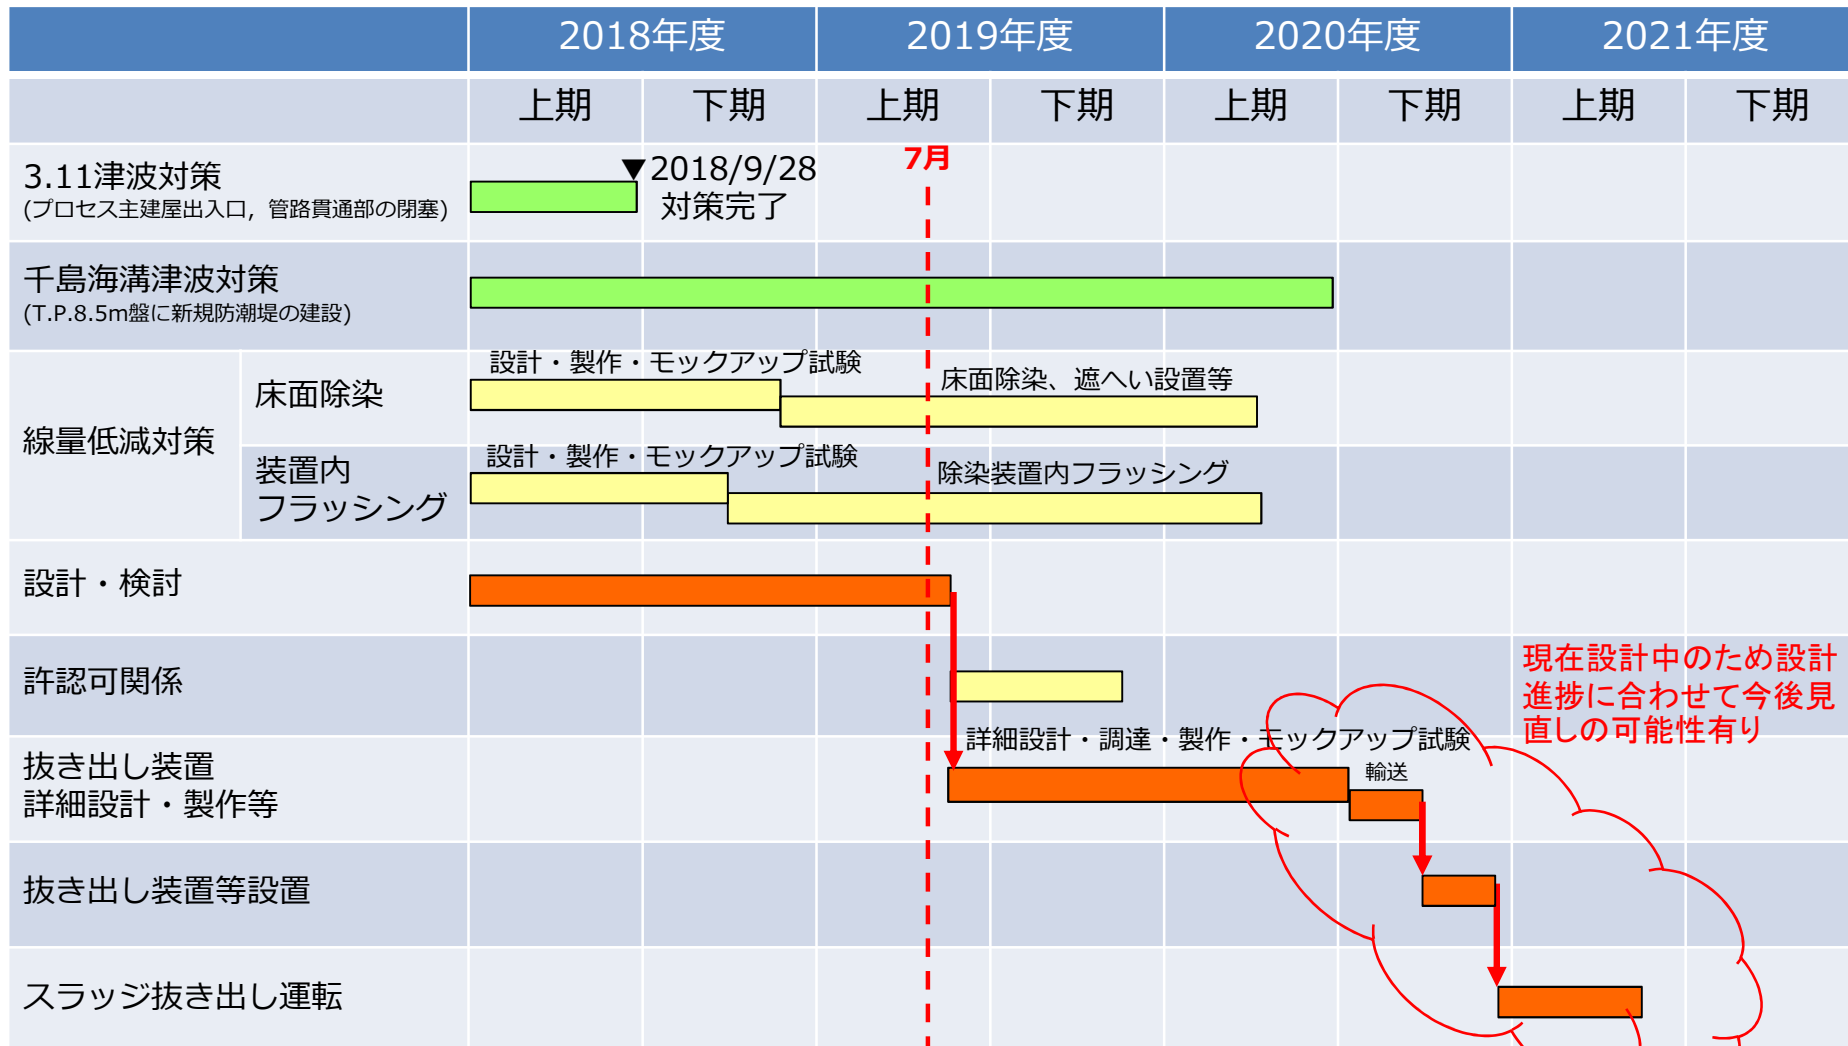 2018年度 2019年度 2020年度 2021年度
上期 下期 上期 下期 上期 下期 上期 下期
3.11津波対策
(プロセス主建屋出入口，管路貫通部の閉塞)
▼2018/9/28
対策完了
7月
千島海溝津波対策
(T.P.8.5m盤に新規防潮堤の建設)
線量低減対策
床面除染
設計・製作・モックアップ試験
床面除染、遮へい設置等
装置内
フラッシング
設計・製作・モックアップ試験
除染装置内フラッシング
設計・検討
許認可関係
現在設計中のため設計
進捗に合わせて今後見
直しの可能性有り
抜き出し装置
詳細設計・製作等
詳細設計・調達・製作・モックアップ試験
輸送
抜き出し装置等設置
スラッジ抜き出し運転